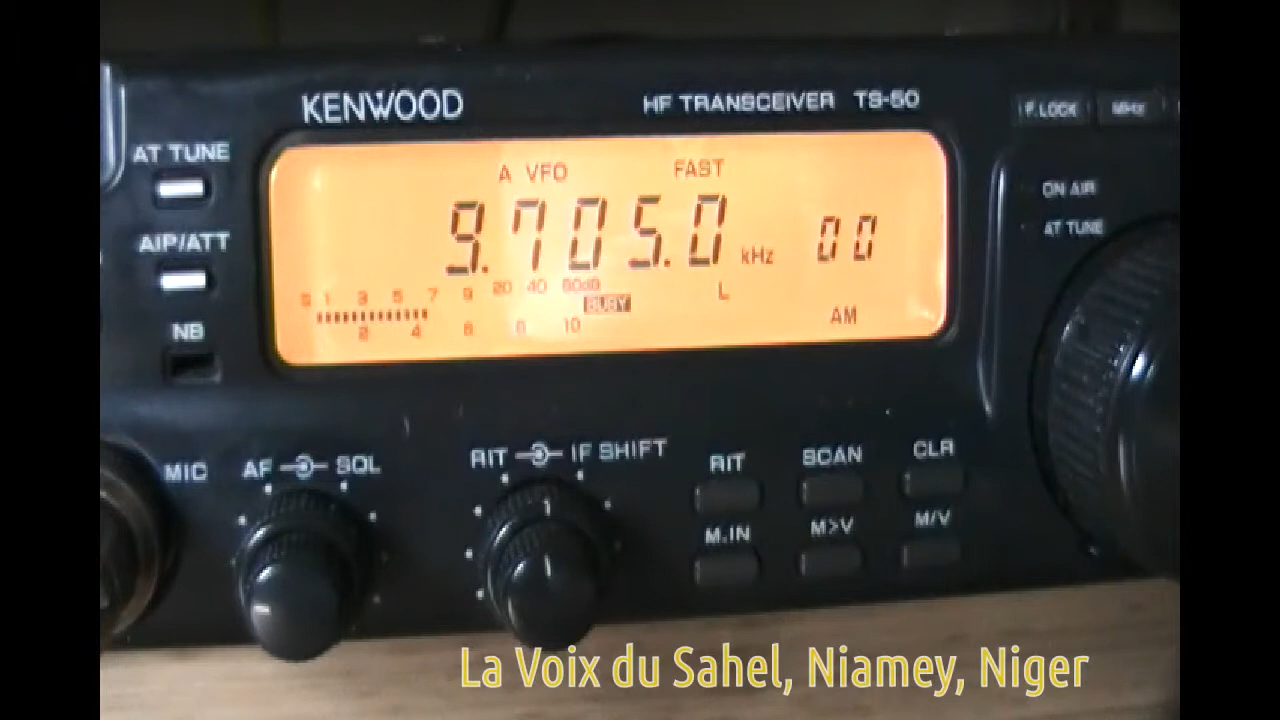 KENWOOD
HF TRANSCEIVER TS-50
F.LOCK
MHz
AT TUNE
AIP/ATT
NB
A VFO
FAST
9.705.0 kHz
00
S 1 3 5 7 9 20 40 60dB
BUSY
L
2 4 6 8 10
AM
ON AIR
AT TUNE
MIC
AF
SQL
RIT
IF SHIFT
RIT
SCAN
CLR
M.IN
M>V
M/V
La Voix du Sahel, Niamey, Niger